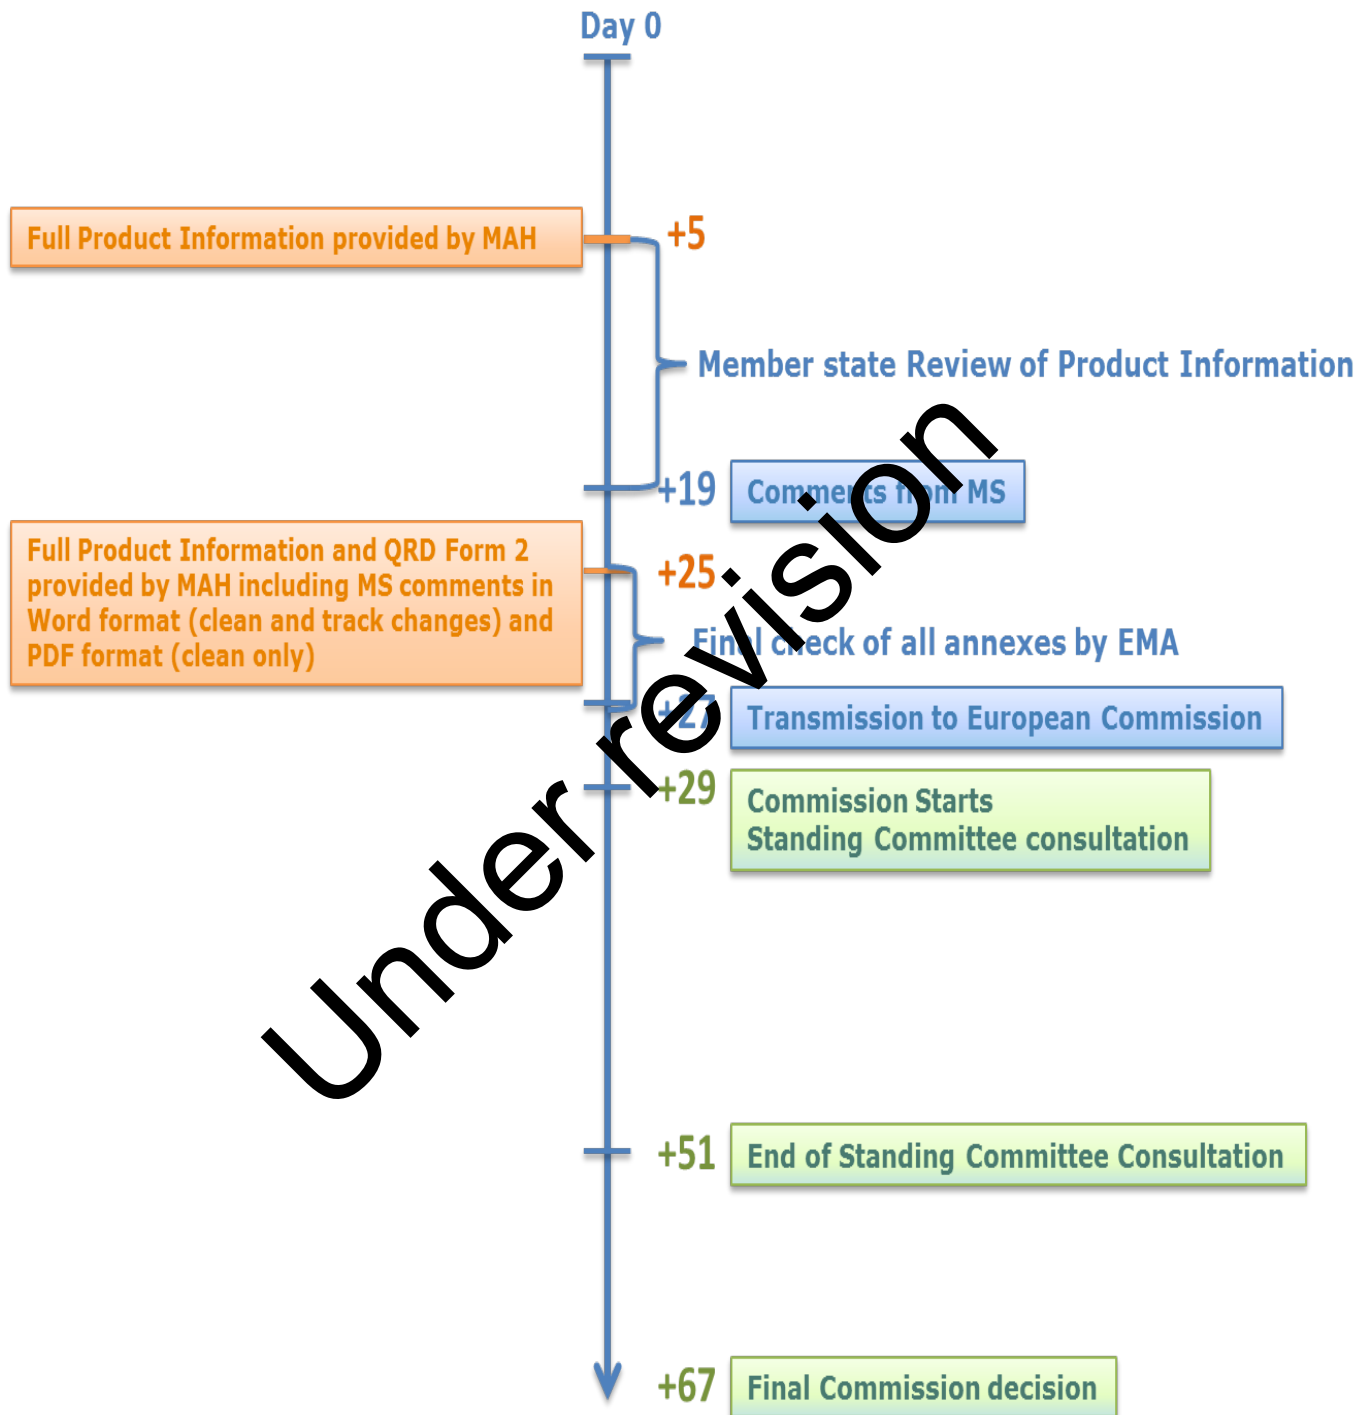 Day 0
Full Product Information provided by MAH
+5
Member state Review of Product Information
+19
Comments from MS
Full Product Information and QRD Form 2
provided by MAH including MS comments in
Word format (clean and track changes) and
PDF format (clean only)
+25
Final check of all annexes by EMA
+27
Transmission to European Commission
+29
Commission Starts
Standing Committee consultation
Under revision
+51
End of Standing Committee Consultation
+67
Final Commission decision